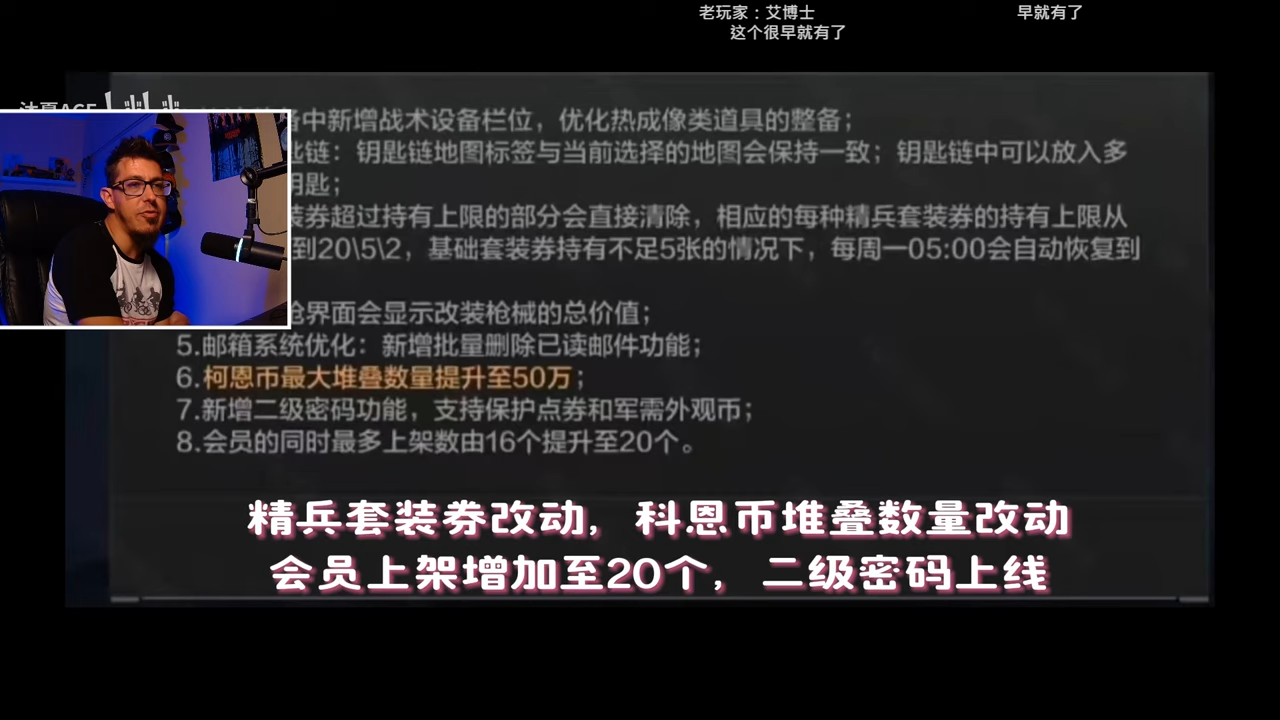 老玩家：艾博士
早就有了
这个很早就有了
备中新增战术设备栏位，优化热成像类道具的整备；
匙链：钥匙链地图标签与当前选择的地图会保持一致；钥匙链中可以放入多
钥匙；
装券超过持有上限的部分会直接清除，相应的每种精兵套装券的持有上限从
到20\5\2，基础套装券持有不足5张的情况下，每周一05:00会自动恢复到
枪界面会显示改装枪械的总价值；
5.邮箱系统优化：新增批量删除已读邮件功能；
6.柯恩币最大堆叠数量提升至50万；
7.新增二级密码功能，支持保护点券和军需外观币；
8.会员的同时最多上架数由16个提升至20个。
精兵套装券改动，科恩币堆叠数量改动
会员上架增加至20个，二级密码上线